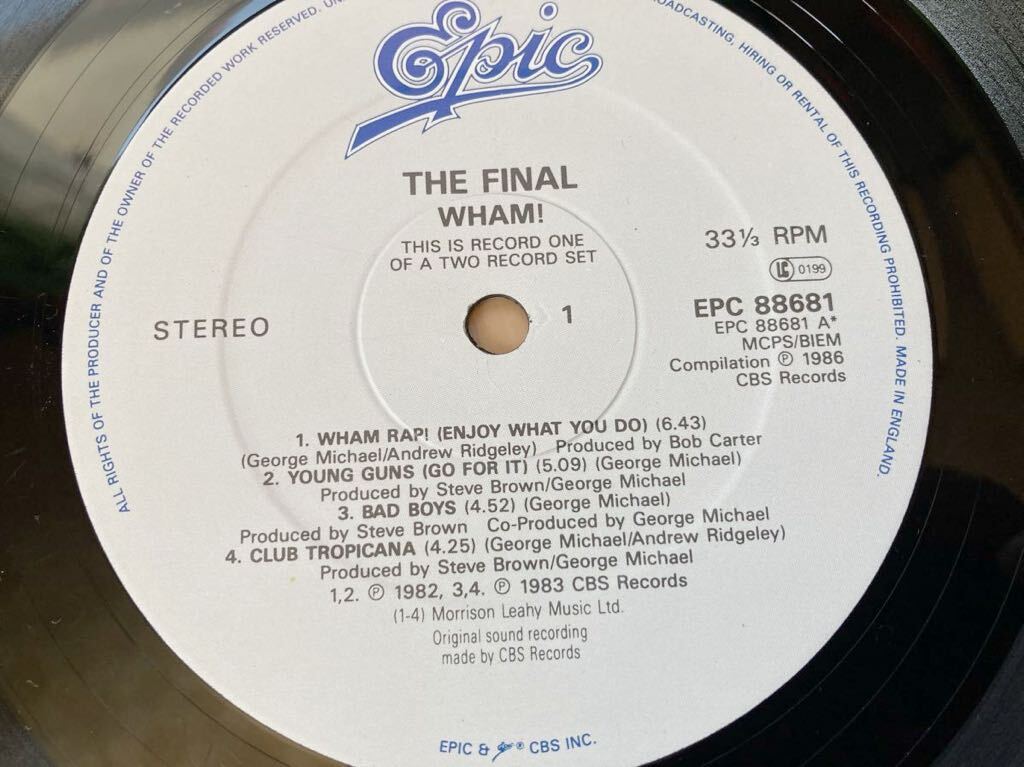 ALL RIGHTS OF THE PRODUCER AND OF THE OWNER OF THE RECORDED WORK RESERVED.
BROADCASTING, HIRING OR RENTAL OF THIS RECORDING PROHIBITED. MADE IN ENGLAND.
Epic
THE FINAL
WHAM!
THIS IS RECORD ONE
OF A TWO RECORD SET
STEREO
1
33⅓ RPM
LC 0199
EPC 88681
EPC 88681 A*
MCPS/BIEM
Compilation ℗ 1986
CBS Records
1. WHAM RAP! (ENJOY WHAT YOU DO) (6.43)
(George Michael/Andrew Ridgeley) Produced by Bob Carter
2. YOUNG GUNS (GO FOR IT) (5.09) (George Michael)
Produced by Steve Brown/George Michael
3. BAD BOYS (4.52) (George Michael)
Produced by Steve Brown Co-Produced by George Michael
4. CLUB TROPICANA (4.25) (George Michael/Andrew Ridgeley)
Produced by Steve Brown/George Michael
1,2. ℗ 1982, 3,4. ℗ 1983 CBS Records
(1-4) Morrison Leahy Music Ltd.
Original sound recording
made by CBS Records
EPIC & Epic ® CBS INC.